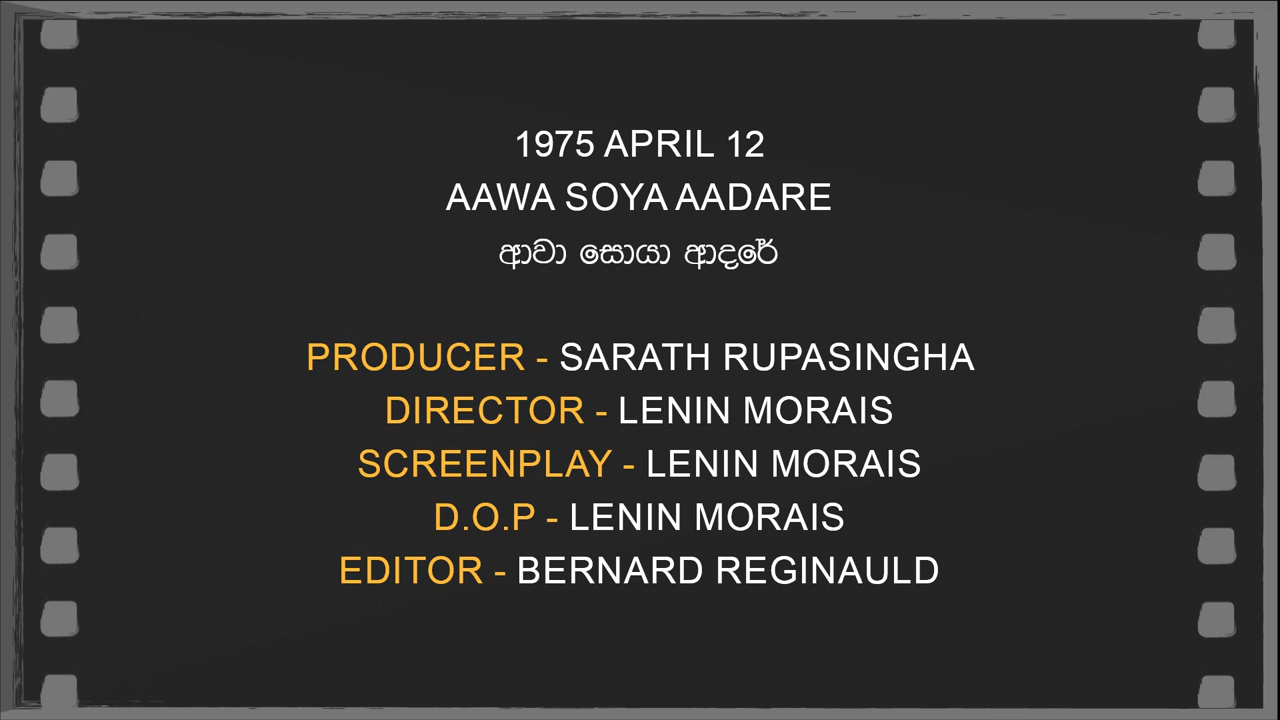 1975 APRIL 12
AAWA SOYA AADARE
ආවා සොයා ආදරේ
PRODUCER - SARATH RUPASINGHA
DIRECTOR - LENIN MORAIS
SCREENPLAY - LENIN MORAIS
D.O.P - LENIN MORAIS
EDITOR - BERNARD REGINAULD